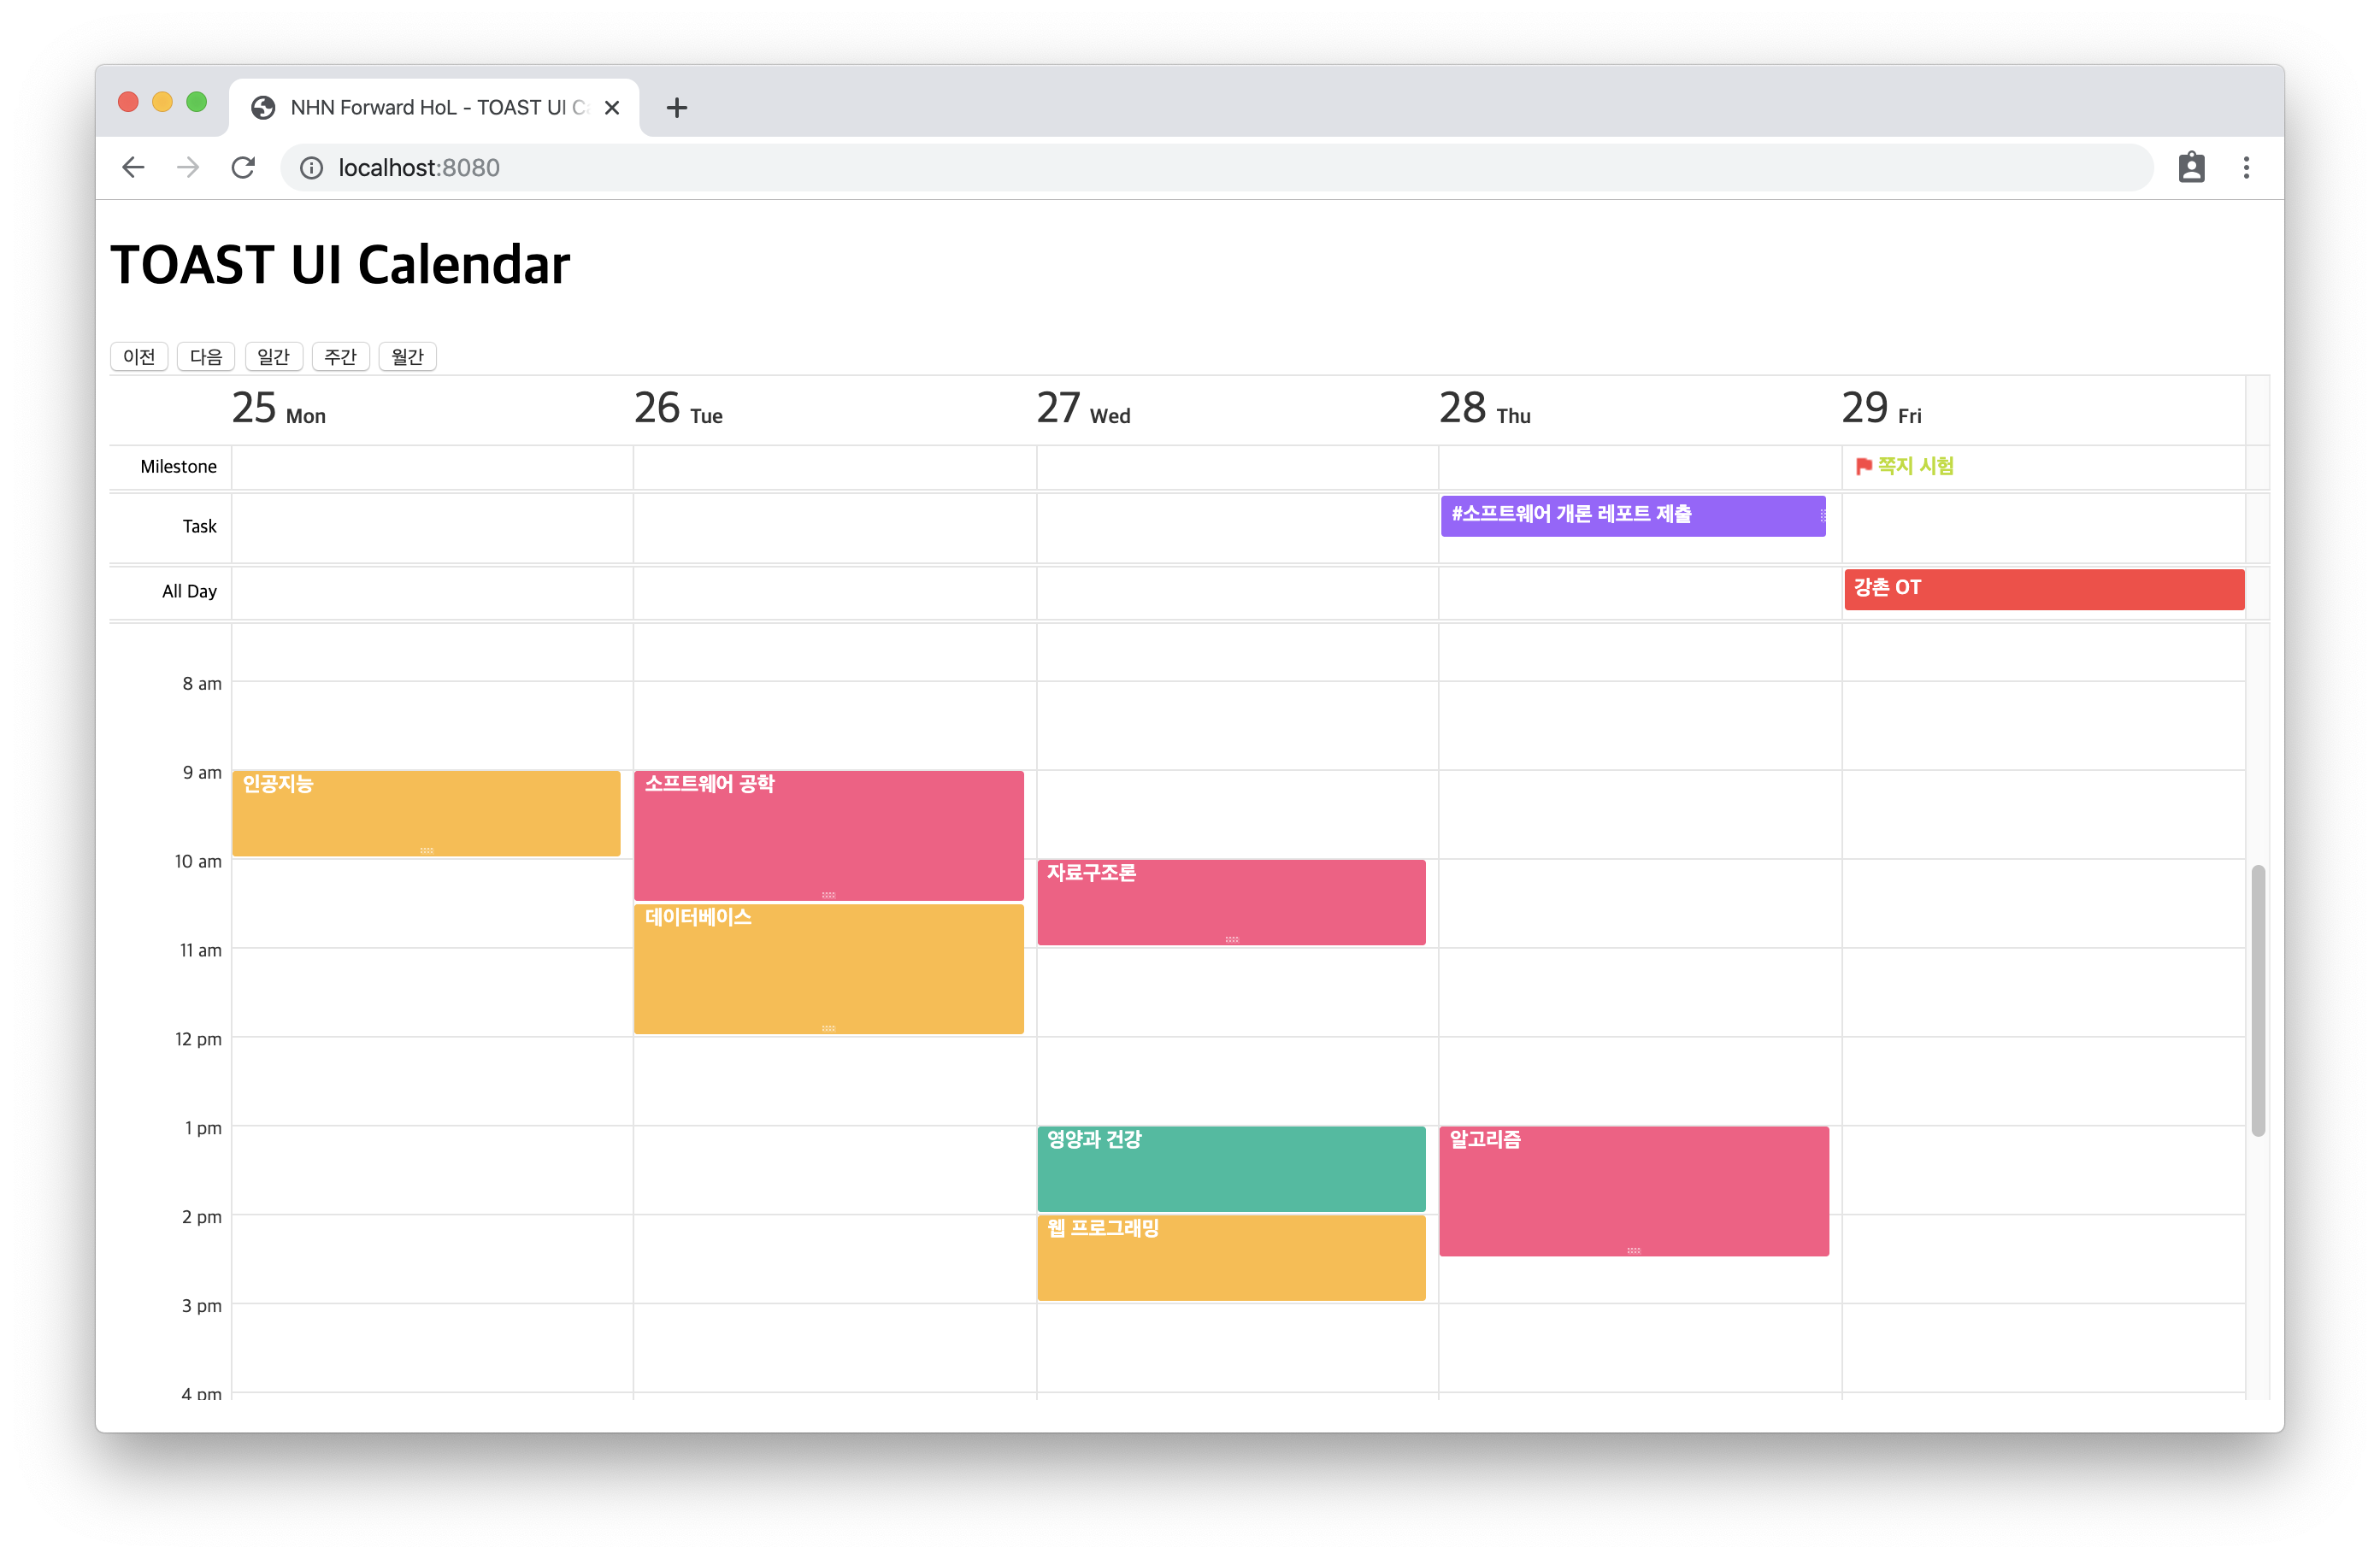 NHN Forward HoL - TOAST UI C
localhost:8080
TOAST UI Calendar
이전 다음 일간 주간 월간
25 Mon 26 Tue 27 Wed 28 Thu 29 Fri
Milestone 쪽지 시험
Task #소프트웨어 개론 레포트 제출
All Day 강촌 OT
8 am
9 am 인공지능 소프트웨어 공학
10 am 자료구조론
데이터베이스
11 am
12 pm
1 pm 영양과 건강 알고리즘
2 pm 웹 프로그래밍
3 pm
4 pm